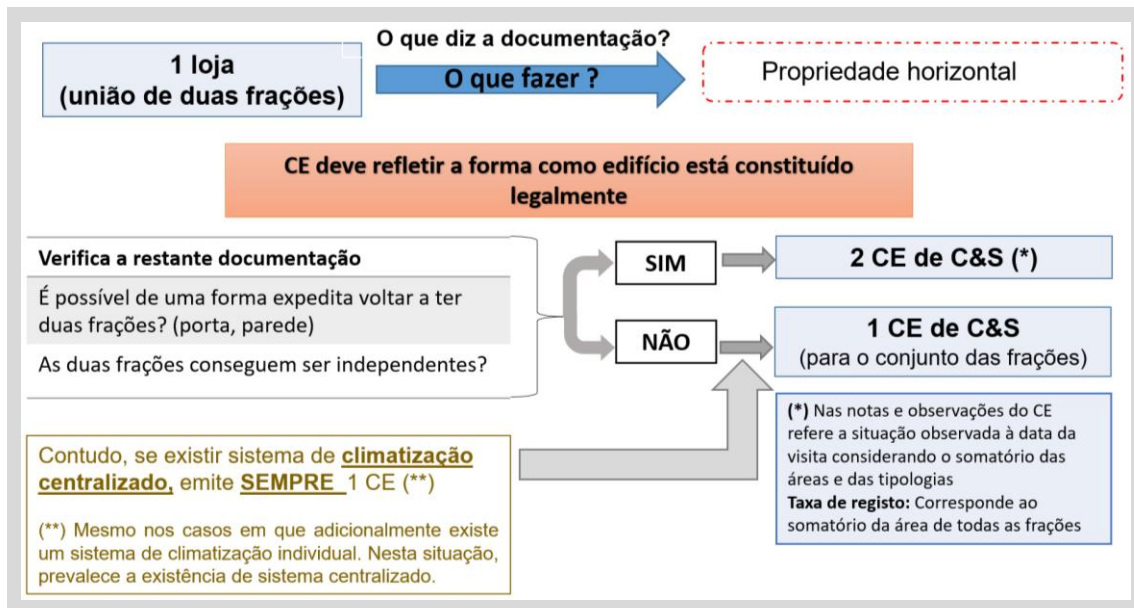 1 loja
(união de duas frações)
O que diz a documentação?
O que fazer ?
Propriedade horizontal
CE deve refletir a forma como edifício está constituído
legalmente
Verifica a restante documentação
É possível de uma forma expedita voltar a ter
duas frações? (porta, parede)
As duas frações conseguem ser independentes?
SIM
2 CE de C&S (*)
NÃO
1 CE de C&S
(para o conjunto das frações)
(*) Nas notas e observações do CE
refere a situação observada à data da
visita considerando o somatório das
áreas e das tipologias
Taxa de registo: Corresponde ao
somatório da área de todas as frações
Contudo, se existir sistema de climatização
centralizado, emite SEMPRE 1 CE (**)
(**) Mesmo nos casos em que adicionalmente existe
um sistema de climatização individual. Nesta situação,
prevalece a existência de sistema centralizado.